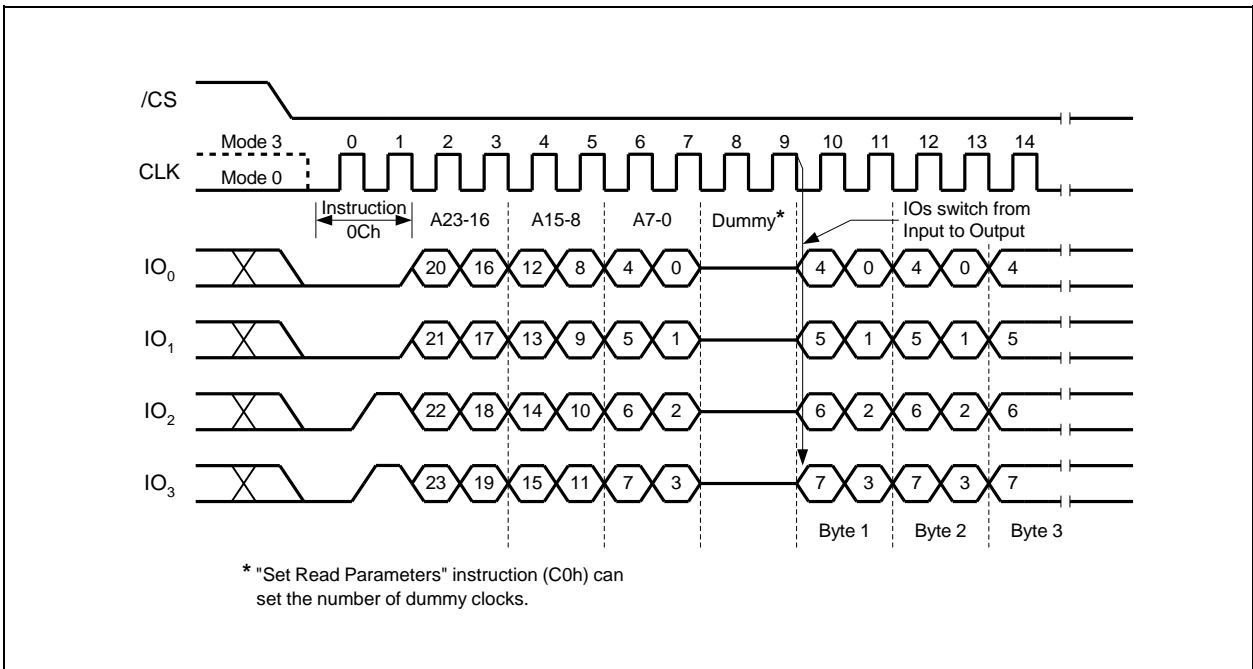 /CS
Mode 3 0 1 2 3 4 5 6 7 8 9 10 11 12 13 14
CLK
Mode 0
Instruction
0Ch
A23-16 A15-8 A7-0 Dummy*
IOs switch from
Input to Output
IO0 20 16 12 8 4 0 4 0 4 0 4
IO1 21 17 13 9 5 1 5 1 5 1 5
IO2 22 18 14 10 6 2 6 2 6 2 6
IO3 23 19 15 11 7 3 7 3 7 3 7
Byte 1 Byte 2 Byte 3
* "Set Read Parameters" instruction (C0h) can
set the number of dummy clocks.